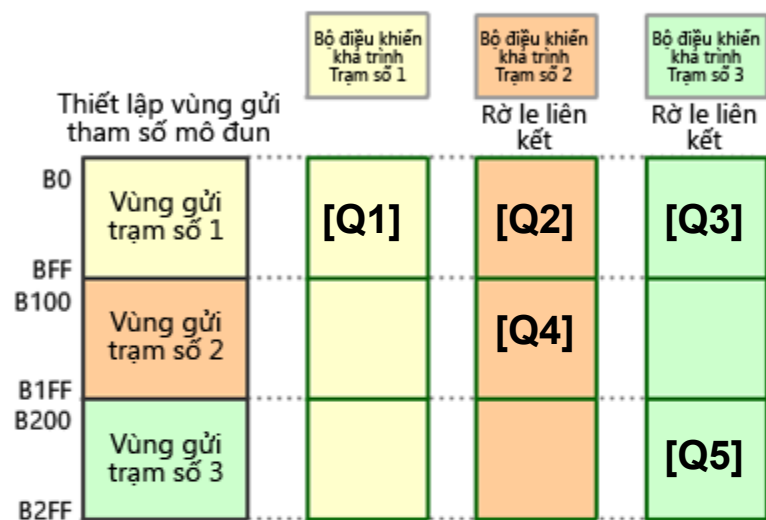 Bộ điều khiển
khả trình
Trạm số 1
Bộ điều khiển
khả trình
Trạm số 2
Bộ điều khiển
khả trình
Trạm số 3
Thiết lập vùng gửi
tham số mô đun
Rờ le liên
kết
Rờ le liên
kết
B0
Vùng gửi
trạm số 1
BFF
[Q1]
[Q2]
[Q3]
B100
Vùng gửi
trạm số 2
B1FF
[Q4]
B200
Vùng gửi
trạm số 3
B2FF
[Q5]